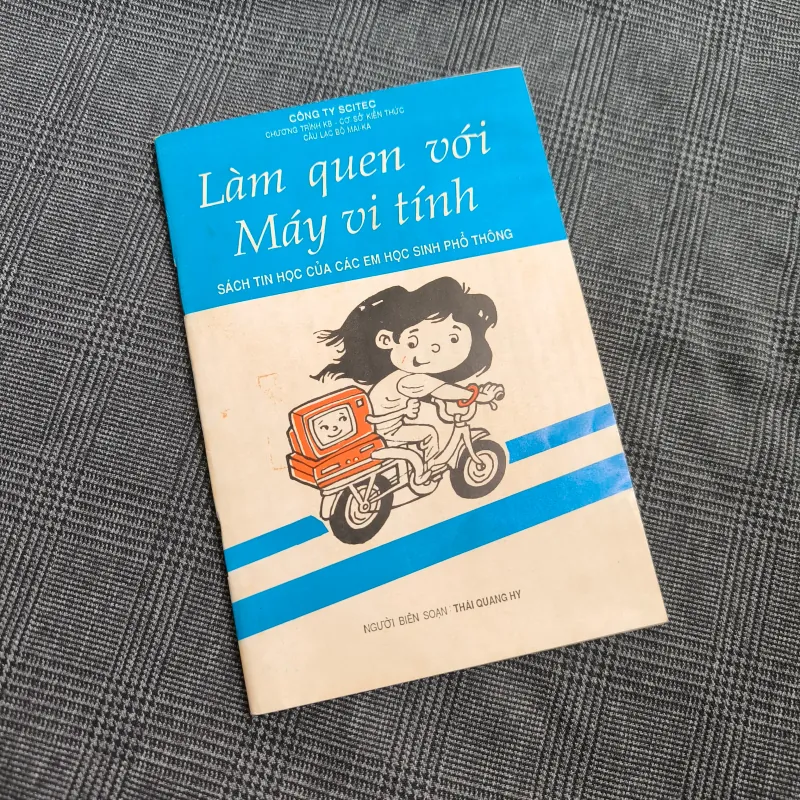 CÔNG TY SCITEC
CHƯƠNG TRÌNH KB - CƠ SỞ KIẾN THỨC
CÂU LẠC BỘ MAI-KA
Làm quen với
Máy vi tính
SÁCH TIN HỌC CỦA CÁC EM HỌC SINH PHỔ THÔNG
NGƯỜI BIÊN SOẠN THÁI QUANG HY